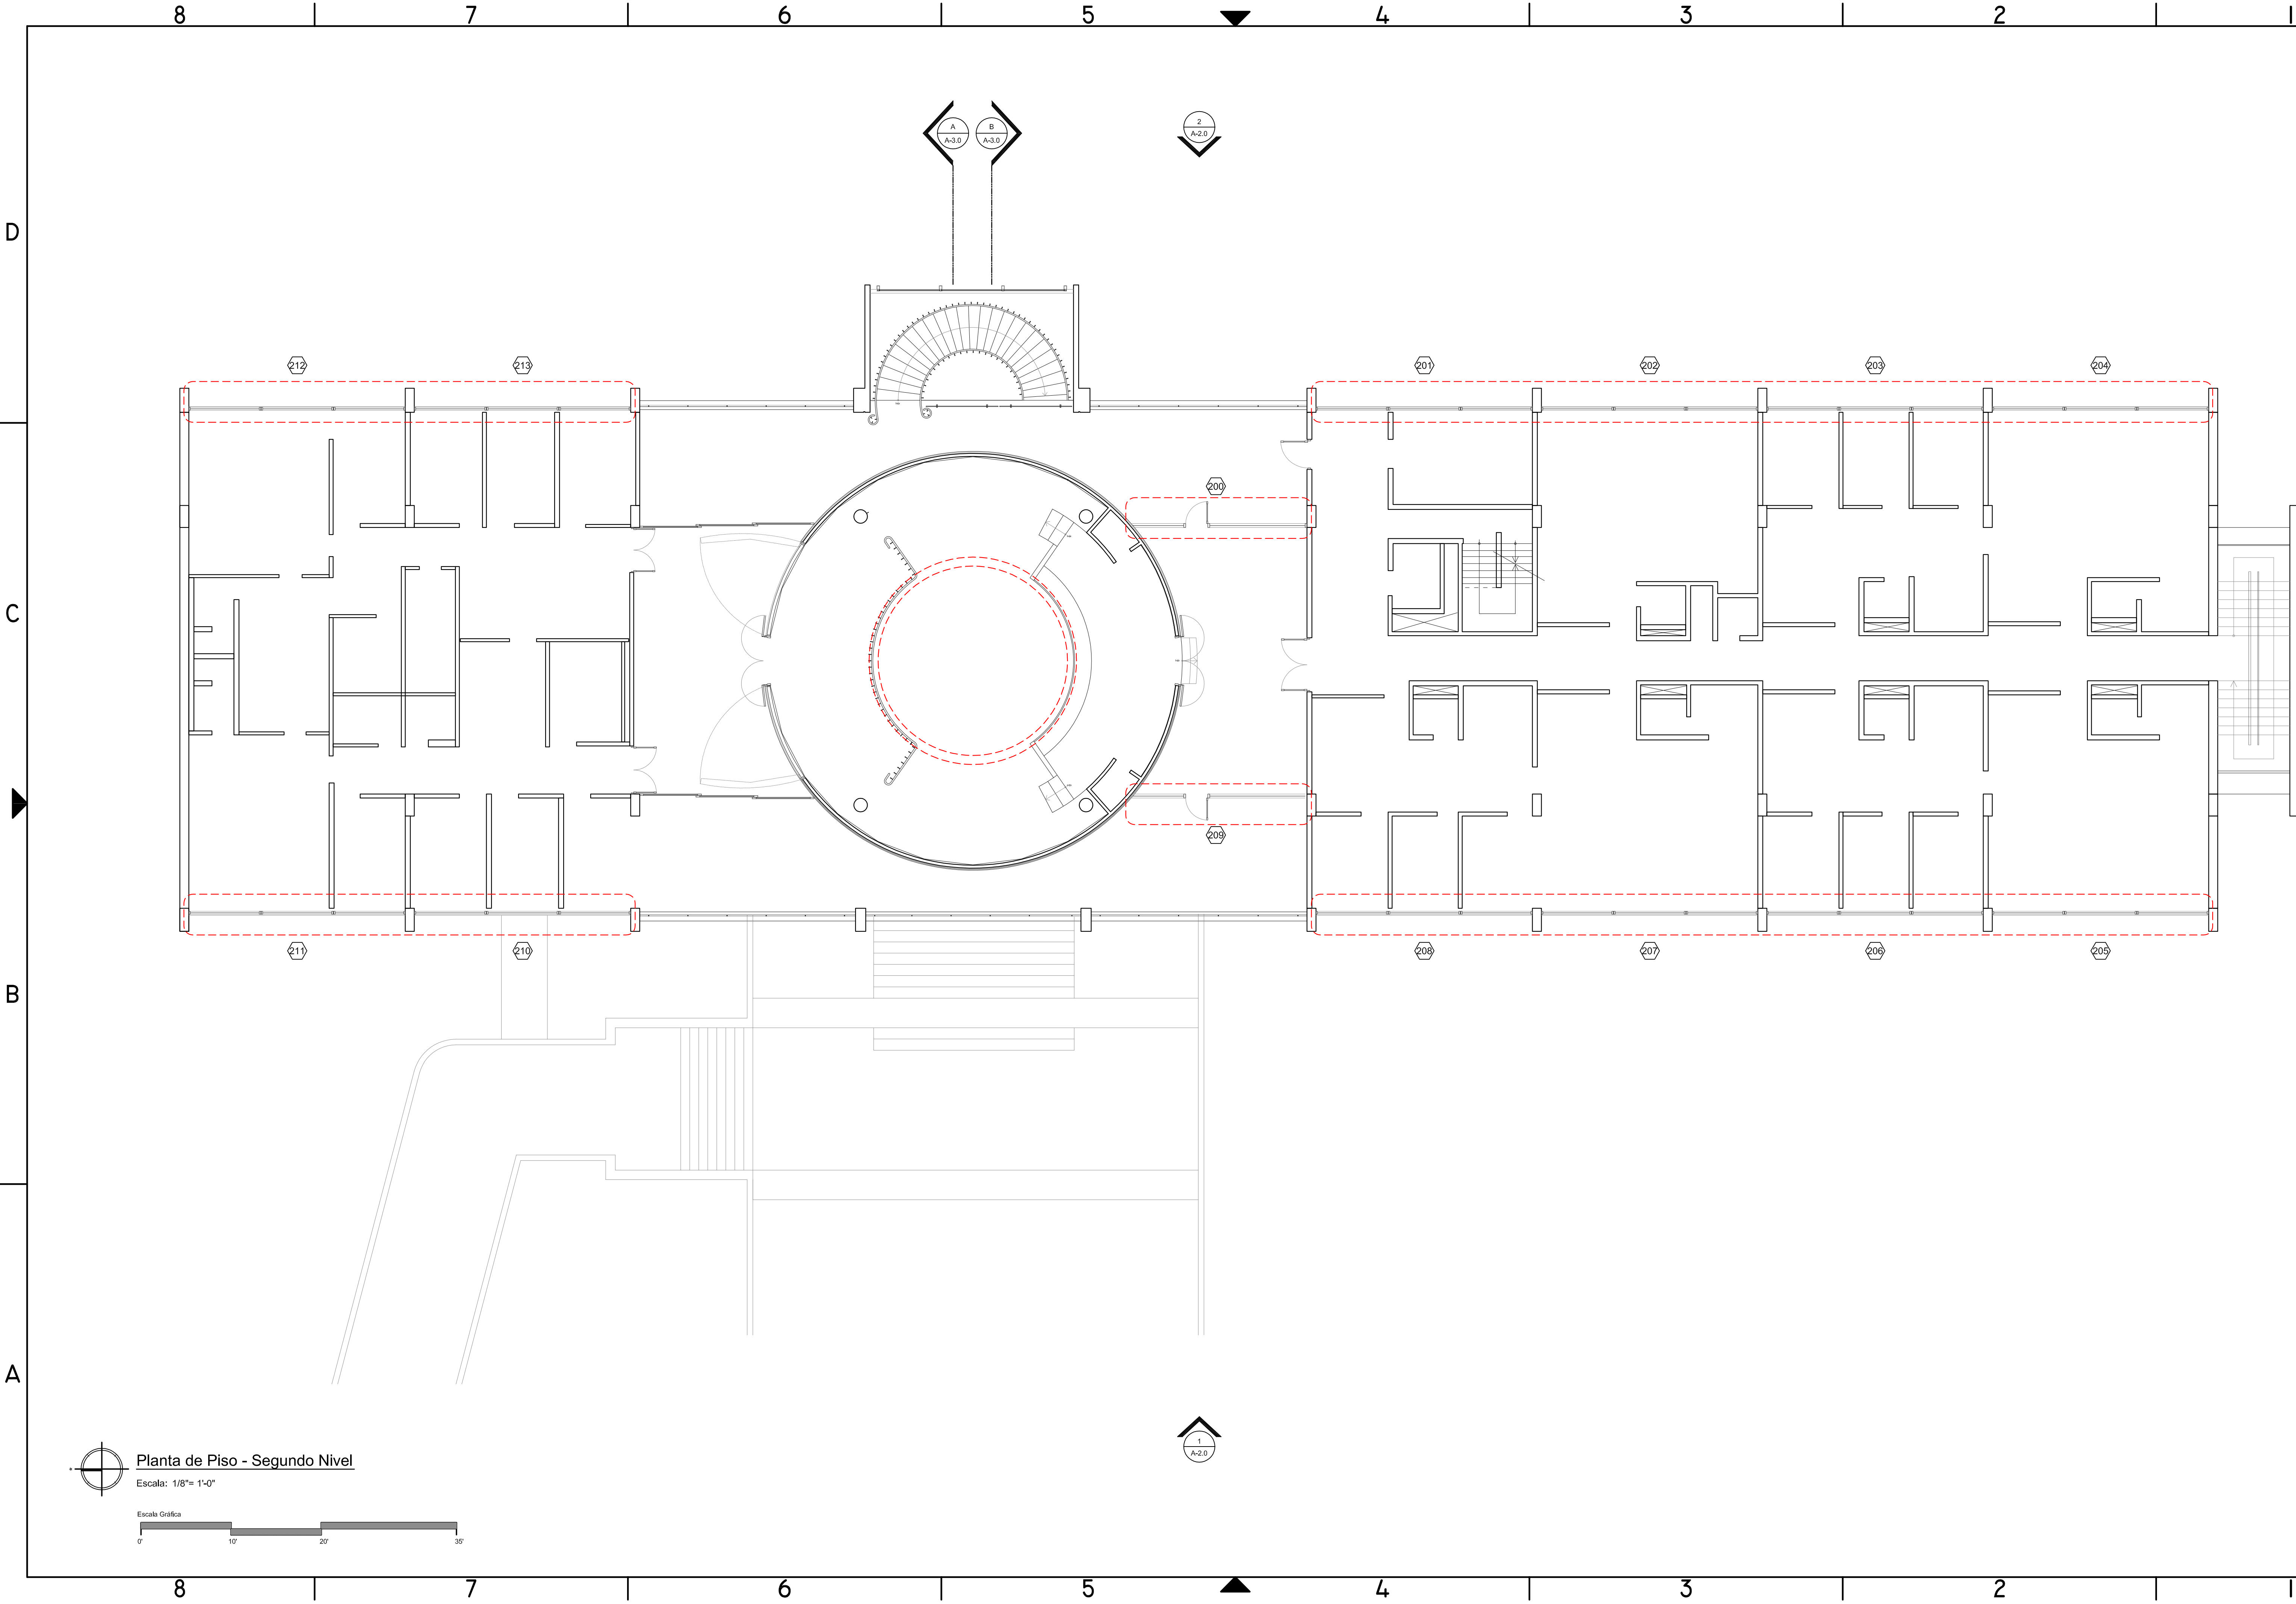 8 7 6 5 4 3 2 1
A B 2
A-3.0 A-3.0 A-2.0
D
212 213 201 202 203 204
200
C
209
211 210 208 207 206 205
B
A
1
A-2.0
Planta de Piso - Segundo Nivel
Escala: 1/8"= 1'-0"
Escala Gráfica
0' 10' 20' 35'
8 7 6 5 4 3 2 1